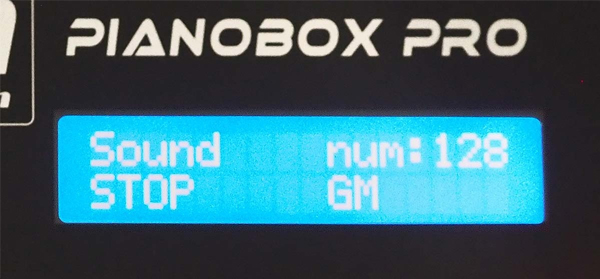 PIANOBOX PRO
Sound num:128
STOP GM